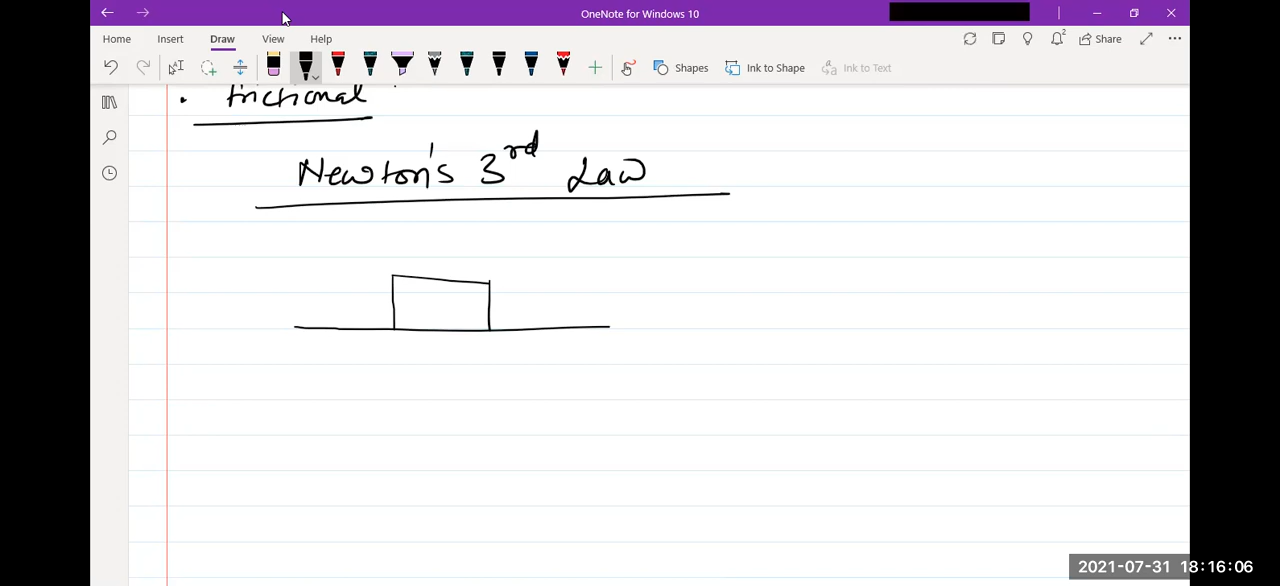 OneNote for Windows 10
Home Insert Draw View Help
Share
Shapes Ink to Shape Ink to Text
. frictional
Newton's 3rd Law
2021-07-31 18:16:06